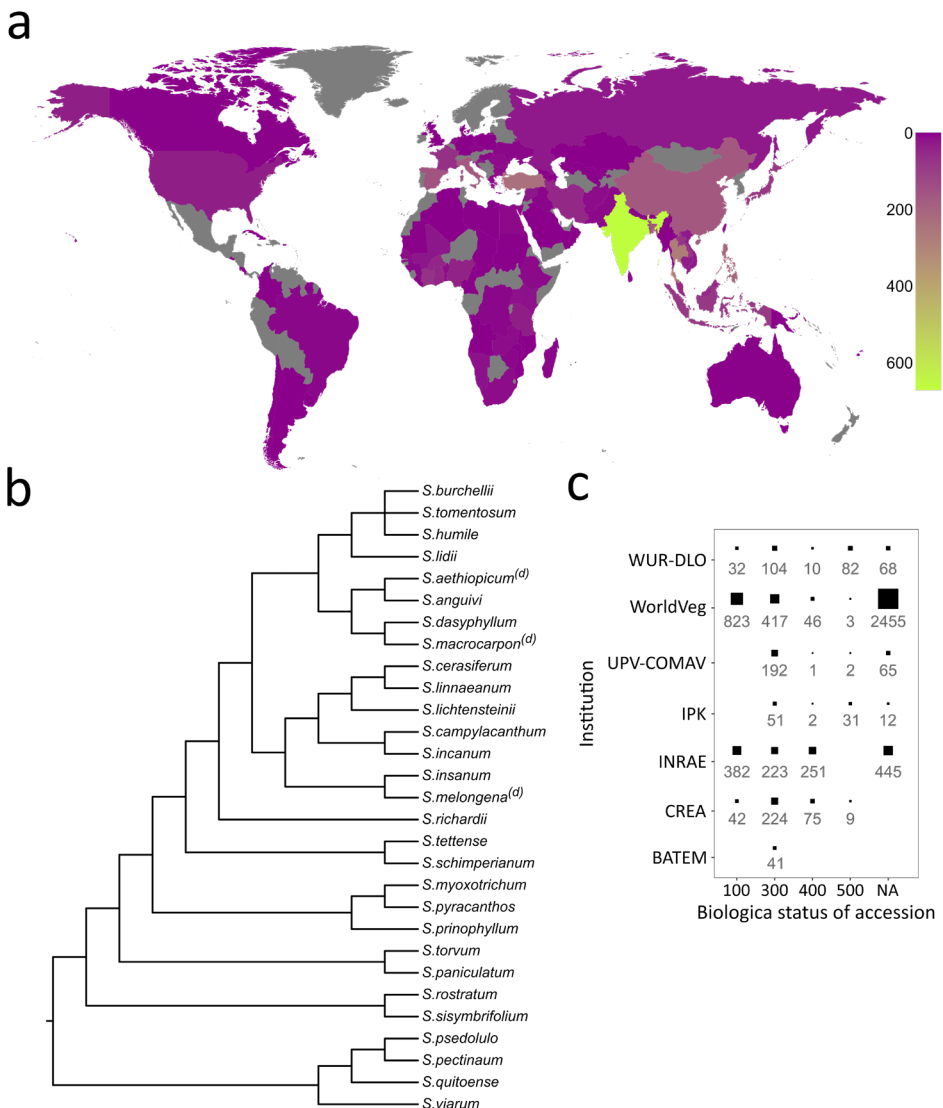 a
0
200
400
600
b
S.burchellii
S.tomentosum
S.humile
S.lidii
S.aethiopicum(d)
S.anguivi
S.dasyphyllum
S.macrocarpon(d)
S.cerasiferum
S.linnaeanum
S.lichtensteinii
S.campylacanthum
S.incanum
S.insanum
S.melongena(d)
S.richardii
S.tettense
S.schimperianum
S.myoxotrichum
S.pyracanthos
S.prinophyllum
S.torvum
S.paniculatum
S.rostratum
S.sisymbrifolium
S.psedolulo
S.pectinaum
S.quitoense
S.viarum
c
Institution
WUR-DLO
32 104 10 82 68
WorldVeg
823 417 46 3 2455
UPV-COMAV
192 1 2 65
IPK
51 2 31 12
INRAE
382 223 251 445
CREA
42 224 75 9
BATEM
41
100 300 400 500 NA
Biologica status of accession